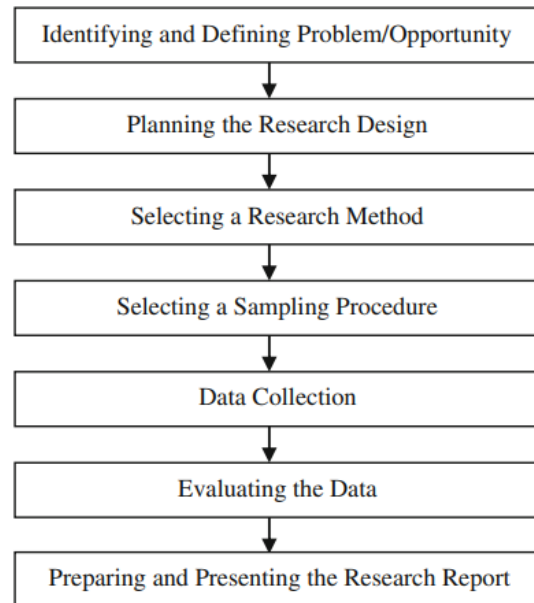 Identifying and Defining Problem/Opportunity
Planning the Research Design
Selecting a Research Method
Selecting a Sampling Procedure
Data Collection
Evaluating the Data
Preparing and Presenting the Research Report